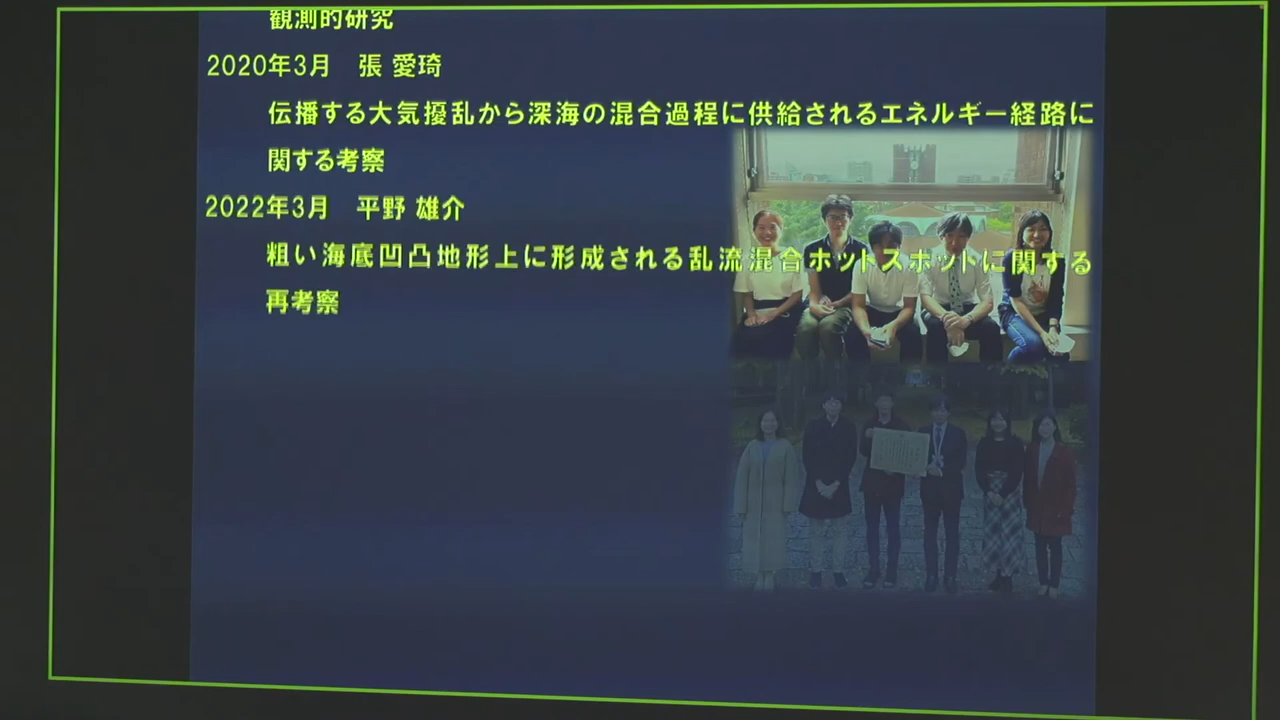 観測的研究
2020年3月 張 愛琦
伝播する大気擾乱から深海の混合過程に供給されるエネルギー経路に
関する考察
2022年3月 平野 雄介
粗い海底凹凸地形上に形成される乱流混合ホットスポットに関する
再考察